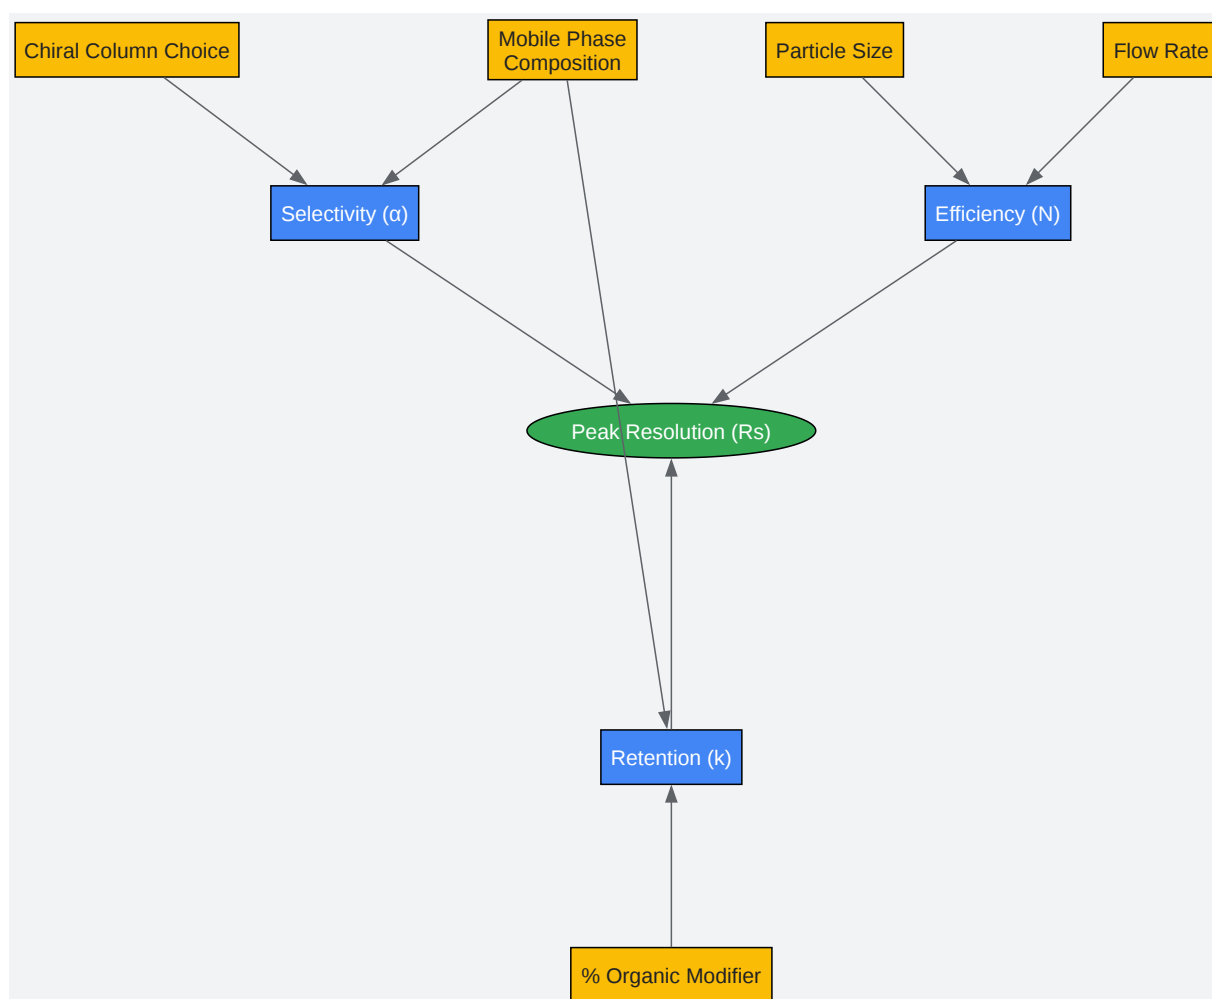 Chiral Column Choice
Mobile Phase
Composition
Particle Size
Flow Rate
Selectivity (α)
Efficiency (N)
Peak Resolution (Rs)
Retention (k)
% Organic Modifier